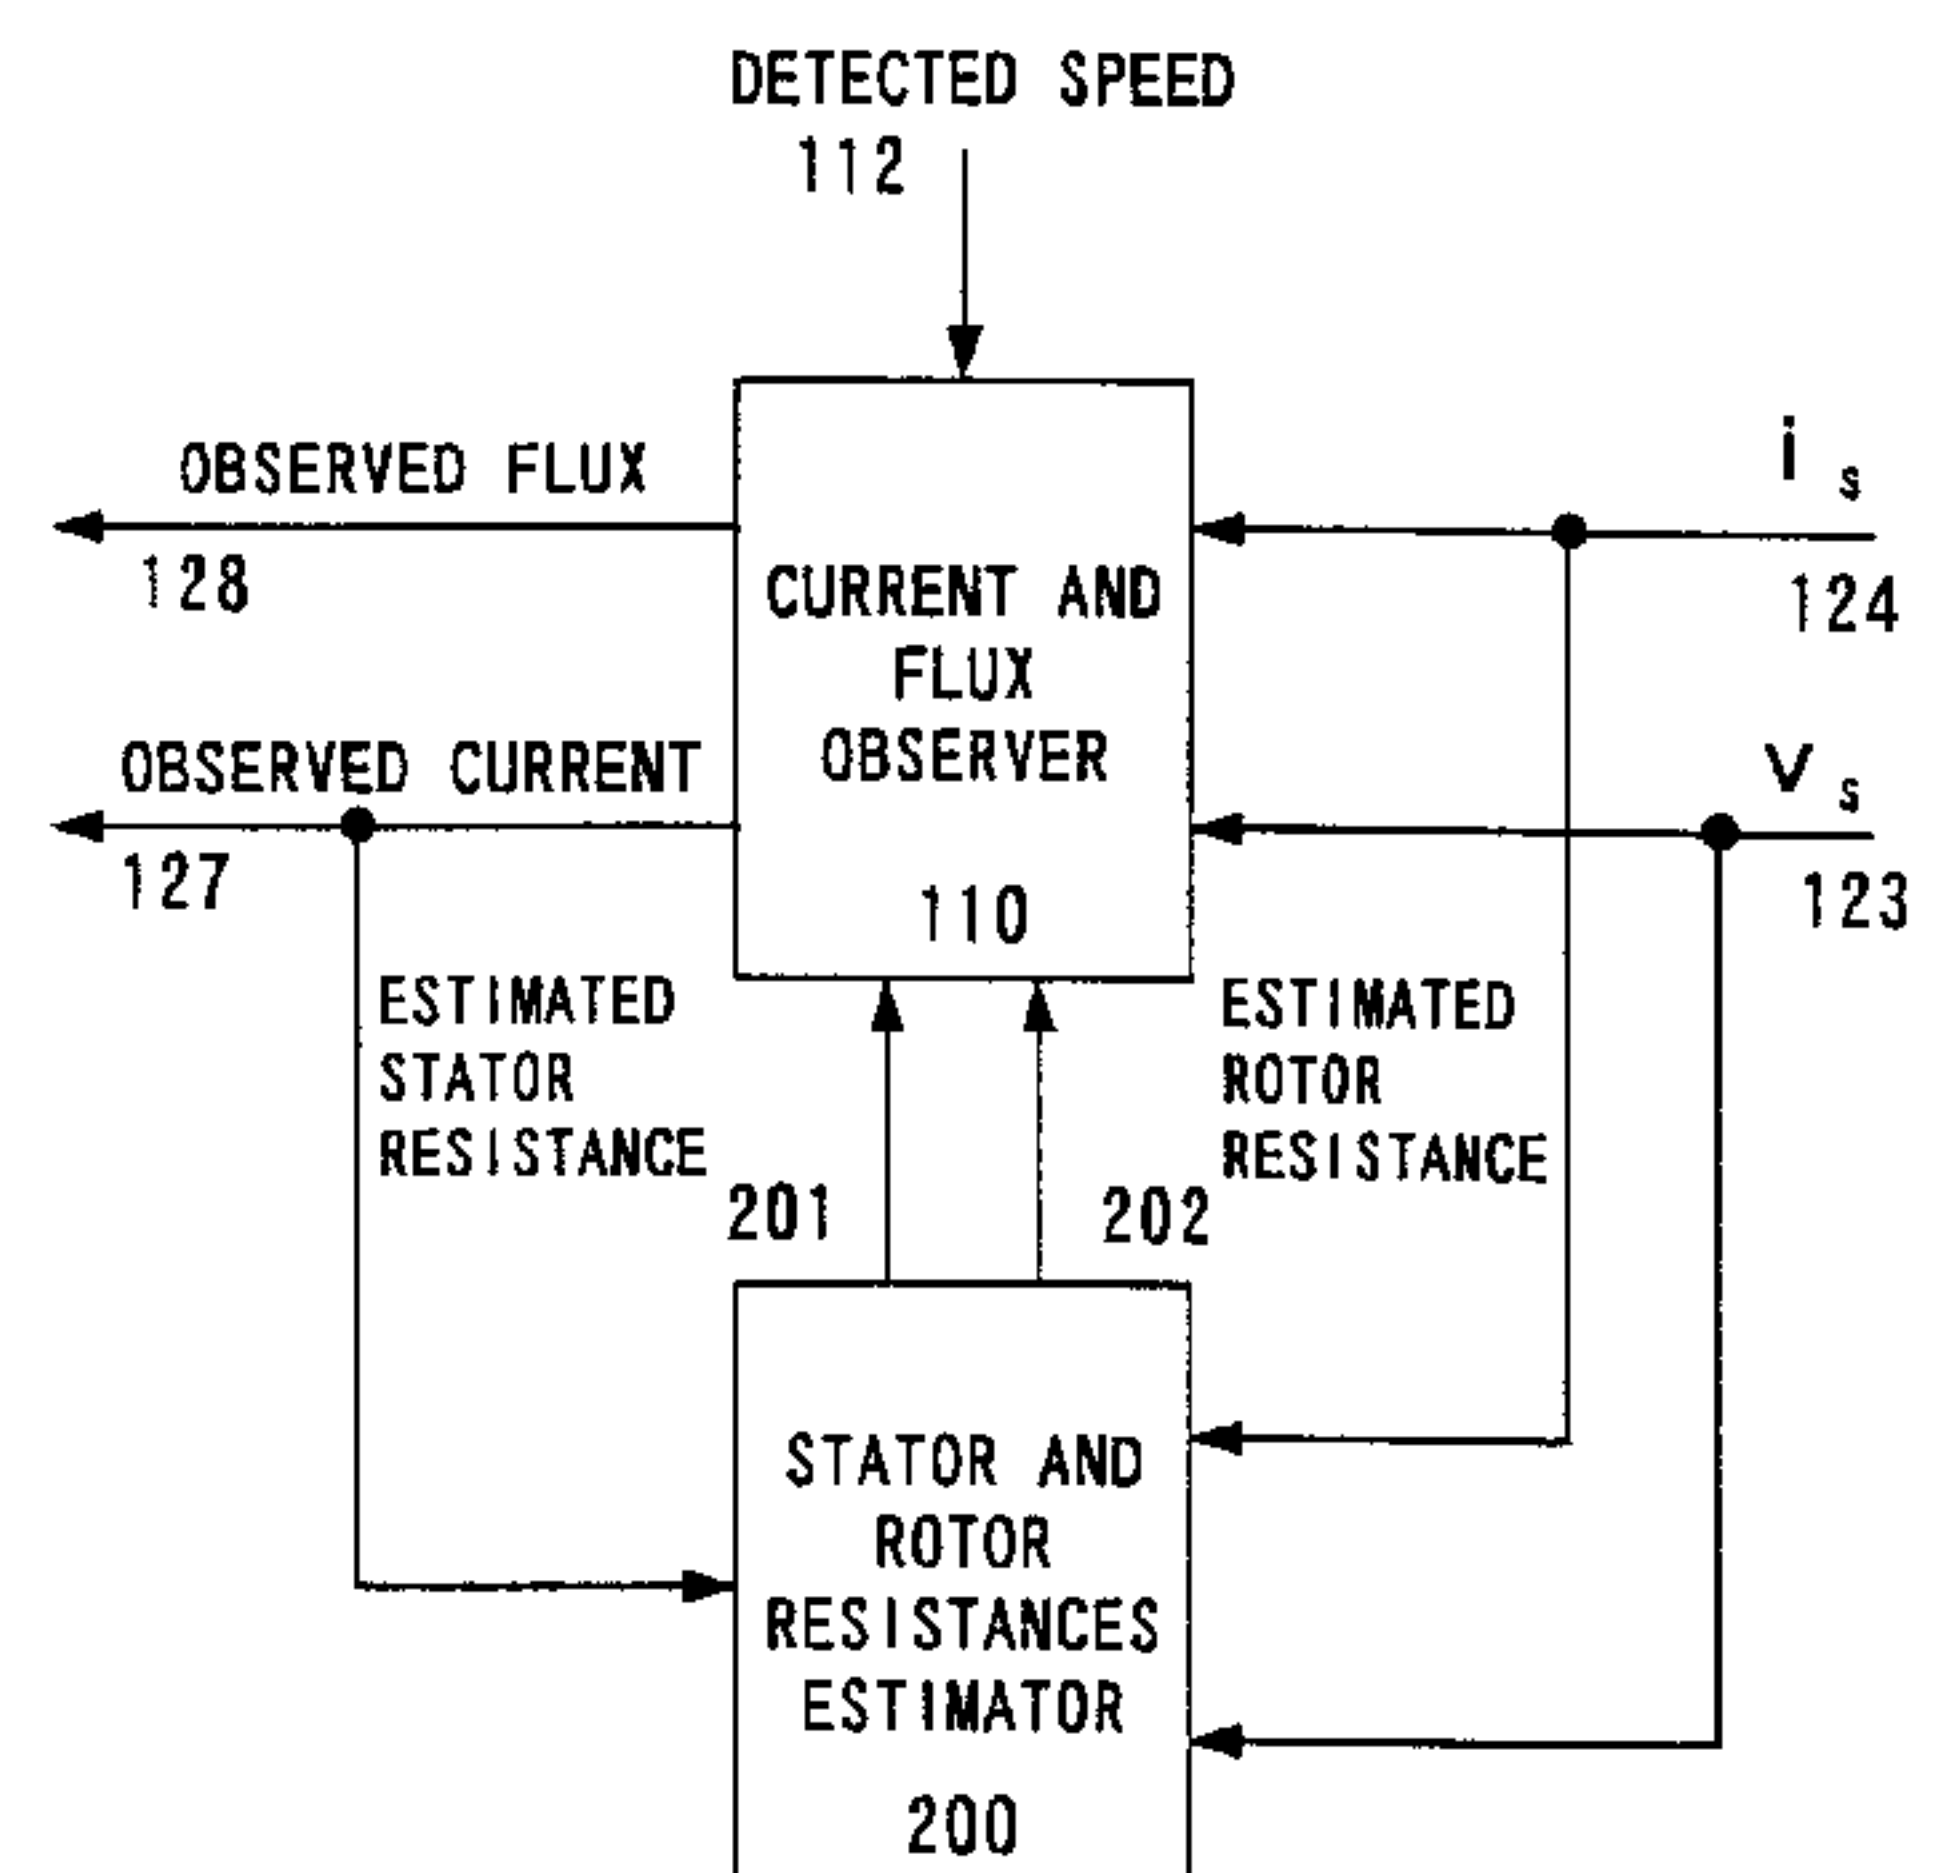 DETECTED SPEED
112
OBSERVED FLUX
128
i s
124
CURRENT AND
FLUX
OBSERVER
110
OBSERVED CURRENT
127
v s
123
ESTIMATED
STATOR
RESISTANCE
201
ESTIMATED
ROTOR
RESISTANCE
202
STATOR AND
ROTOR
RESISTANCES
ESTIMATOR
200